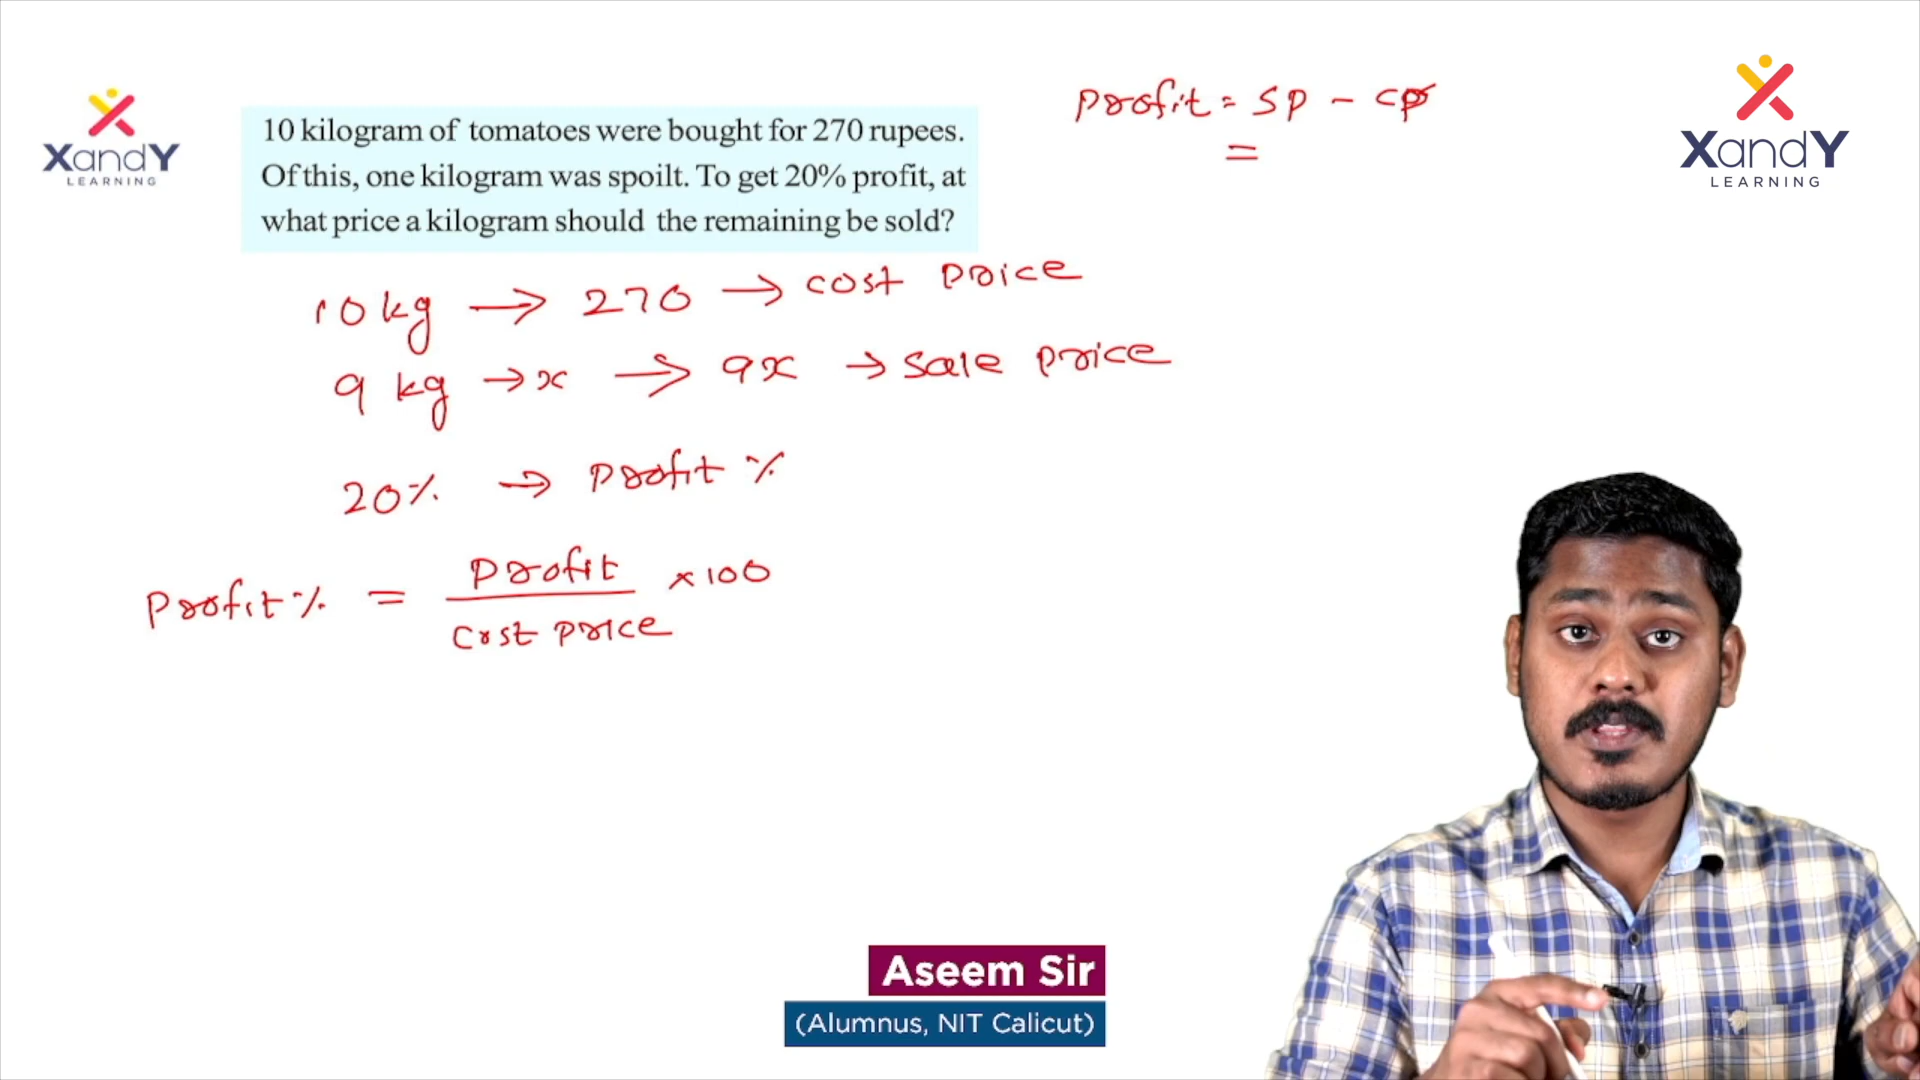 XandY
LEARNING
10 kilogram of tomatoes were bought for 270 rupees.
Of this, one kilogram was spoilt. To get 20% profit, at
what price a kilogram should the remaining be sold?
Profit = SP - CP
=
XandY
LEARNING
10 kg → 270 → cost price
9 kg → x → 9x → sale price
20% → Profit %
Profit % = Profit / Cost price × 100
Aseem Sir
(Alumnus, NIT Calicut)